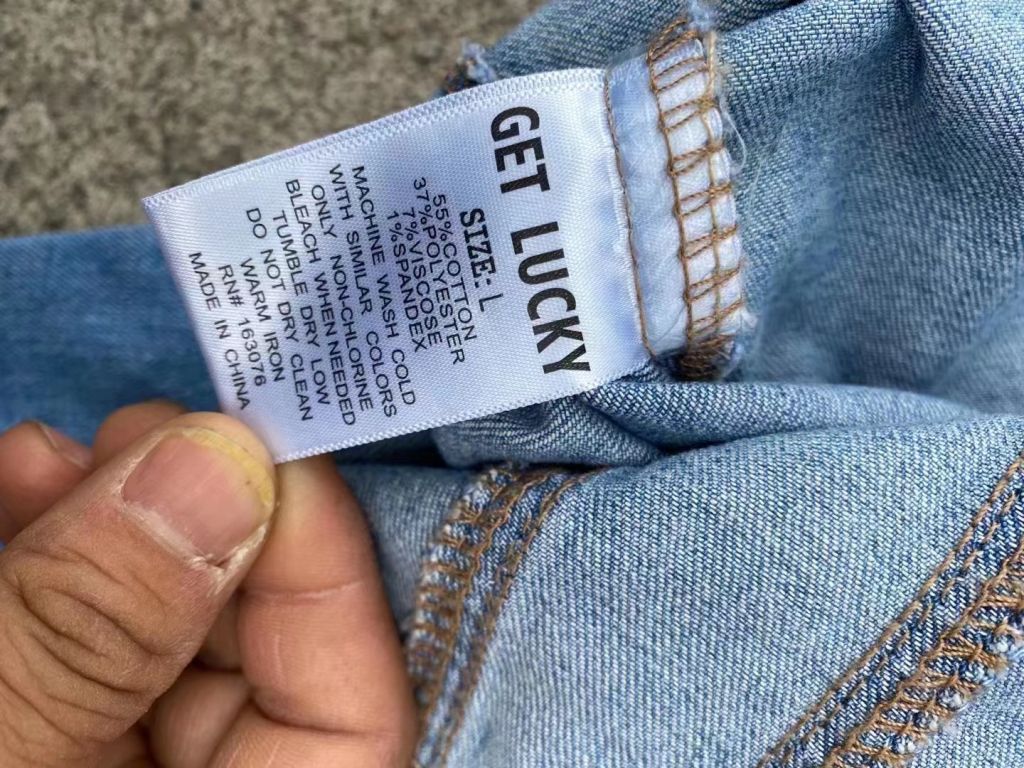 GET LUCKY
SIZE: L
55%COTTON
37%POLYESTER
7%VISCOSE
1%SPANDEX
MACHINE WASH COLD
WITH SIMILAR COLORS
ONLY NON-CHLORINE
BLEACH WHEN NEEDED
TUMBLE DRY LOW
DO NOT DRY CLEAN
WARM IRON
RN# 163076
MADE IN CHINA